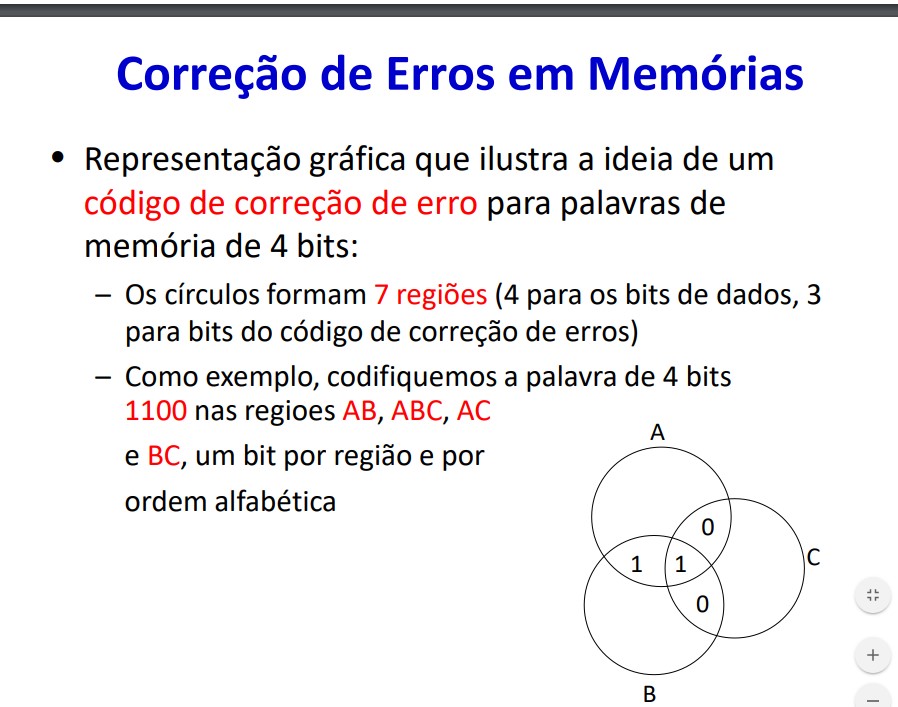 Correção de Erros em Memórias
• Representação gráfica que ilustra a ideia de um
código de correção de erro para palavras de
memória de 4 bits:
– Os círculos formam 7 regiões (4 para os bits de dados, 3
para bits do código de correção de erros)
– Como exemplo, codifiquemos a palavra de 4 bits
1100 nas regioes AB, ABC, AC
e BC, um bit por região e por
ordem alfabética
A
0
C
1 1
0
B